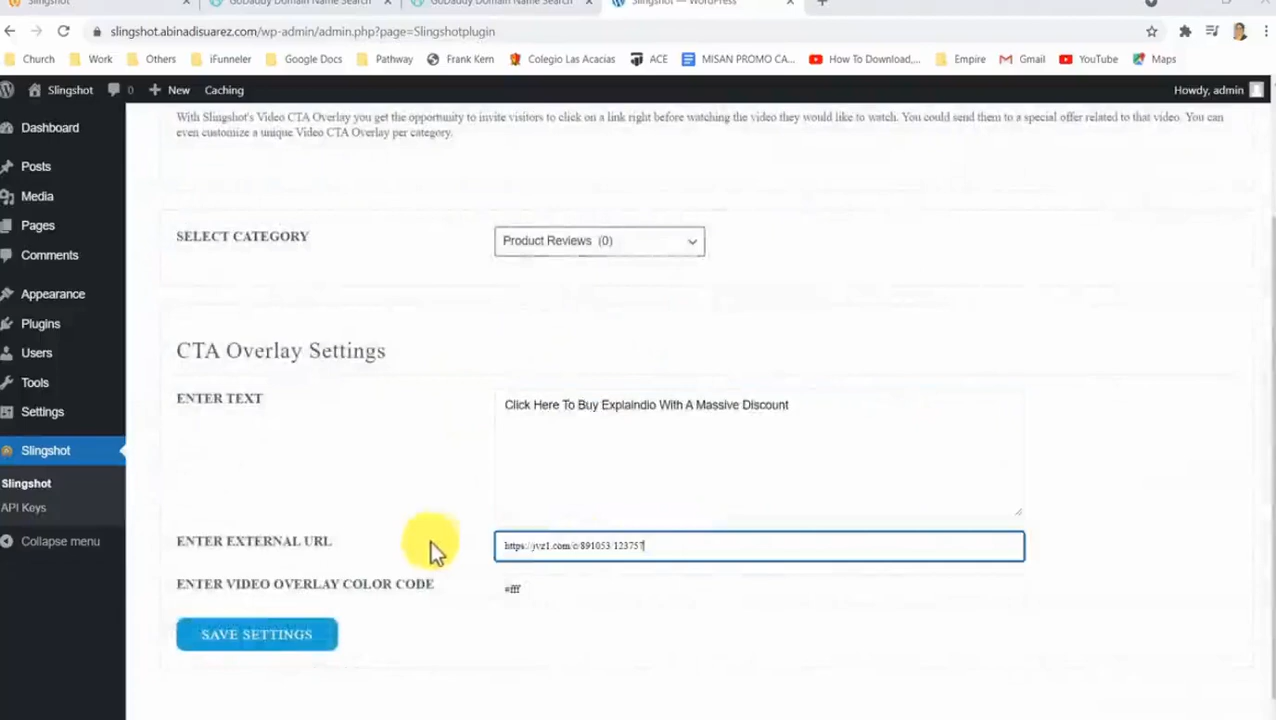 Slingshot
GoDaddy Domain Name Search
GoDaddy Domain Name Search
Slingshot — WordPress
slingshot.abinadisuarez.com/wp-admin/admin.php?page=Slingshotplugin
Church Work Others iFunneler Google Docs Pathway Frank Kern Colegio Las Acacias ACE MISAN PROMO CA... How To Download,... Empire Gmail YouTube Maps
Slingshot 0 New Caching Howdy, admin
Dashboard
Posts
Media
Pages
Comments
Appearance
Plugins
Users
Tools
Settings
Slingshot
Slingshot
API Keys
Collapse menu
With Slingshot's Video CTA Overlay you get the opportunity to invite visitors to click on a link right before watching the video they would like to watch. You could send them to a special offer related to that video. You can
even customize a unique Video CTA Overlay per category.
SELECT CATEGORY
Product Reviews (0)
CTA Overlay Settings
ENTER TEXT
Click Here To Buy Explaindio With A Massive Discount
ENTER EXTERNAL URL
https://jvz1.com/c/891053/123757
ENTER VIDEO OVERLAY COLOR CODE
#fff
SAVE SETTINGS